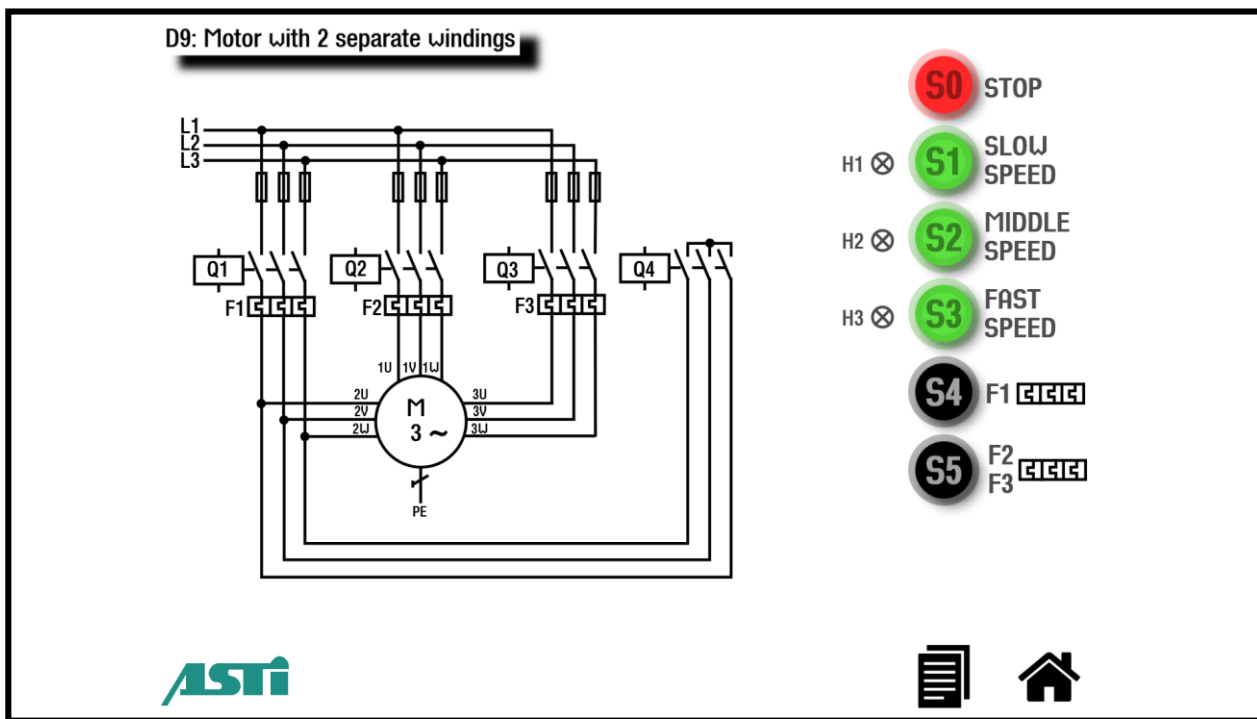 D9: Motor with 2 separate windings
L1
L2
L3
Q1
Q2
Q3
Q4
F1
F2
F3
1U 1V 1W
2U
2V
2W
M
3 ~
3U
3V
3W
PE
S0 STOP
H1 S1 SLOW
SPEED
H2 S2 MIDDLE
SPEED
H3 S3 FAST
SPEED
S4 F1
S5 F2
F3
ASTi